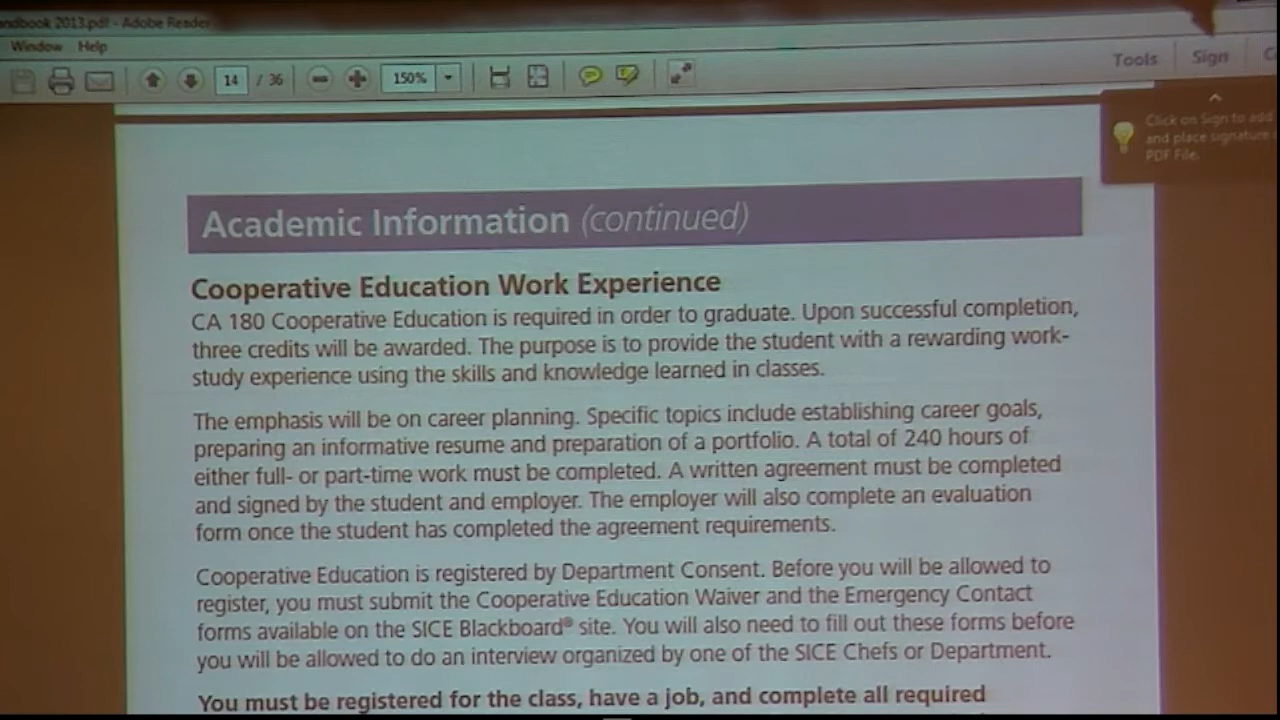 andbook 2013.pdf - Adobe Reader
Window Help
14 / 36 150% Tools Sign
Click on Sign to add
and place signature
PDF File.
Academic Information (continued)
Cooperative Education Work Experience
CA 180 Cooperative Education is required in order to graduate. Upon successful completion,
three credits will be awarded. The purpose is to provide the student with a rewarding work-
study experience using the skills and knowledge learned in classes.
The emphasis will be on career planning. Specific topics include establishing career goals,
preparing an informative resume and preparation of a portfolio. A total of 240 hours of
either full- or part-time work must be completed. A written agreement must be completed
and signed by the student and employer. The employer will also complete an evaluation
form once the student has completed the agreement requirements.
Cooperative Education is registered by Department Consent. Before you will be allowed to
register, you must submit the Cooperative Education Waiver and the Emergency Contact
forms available on the SICE Blackboard® site. You will also need to fill out these forms before
you will be allowed to do an interview organized by one of the SICE Chefs or Department.
You must be registered for the class, have a job, and complete all required